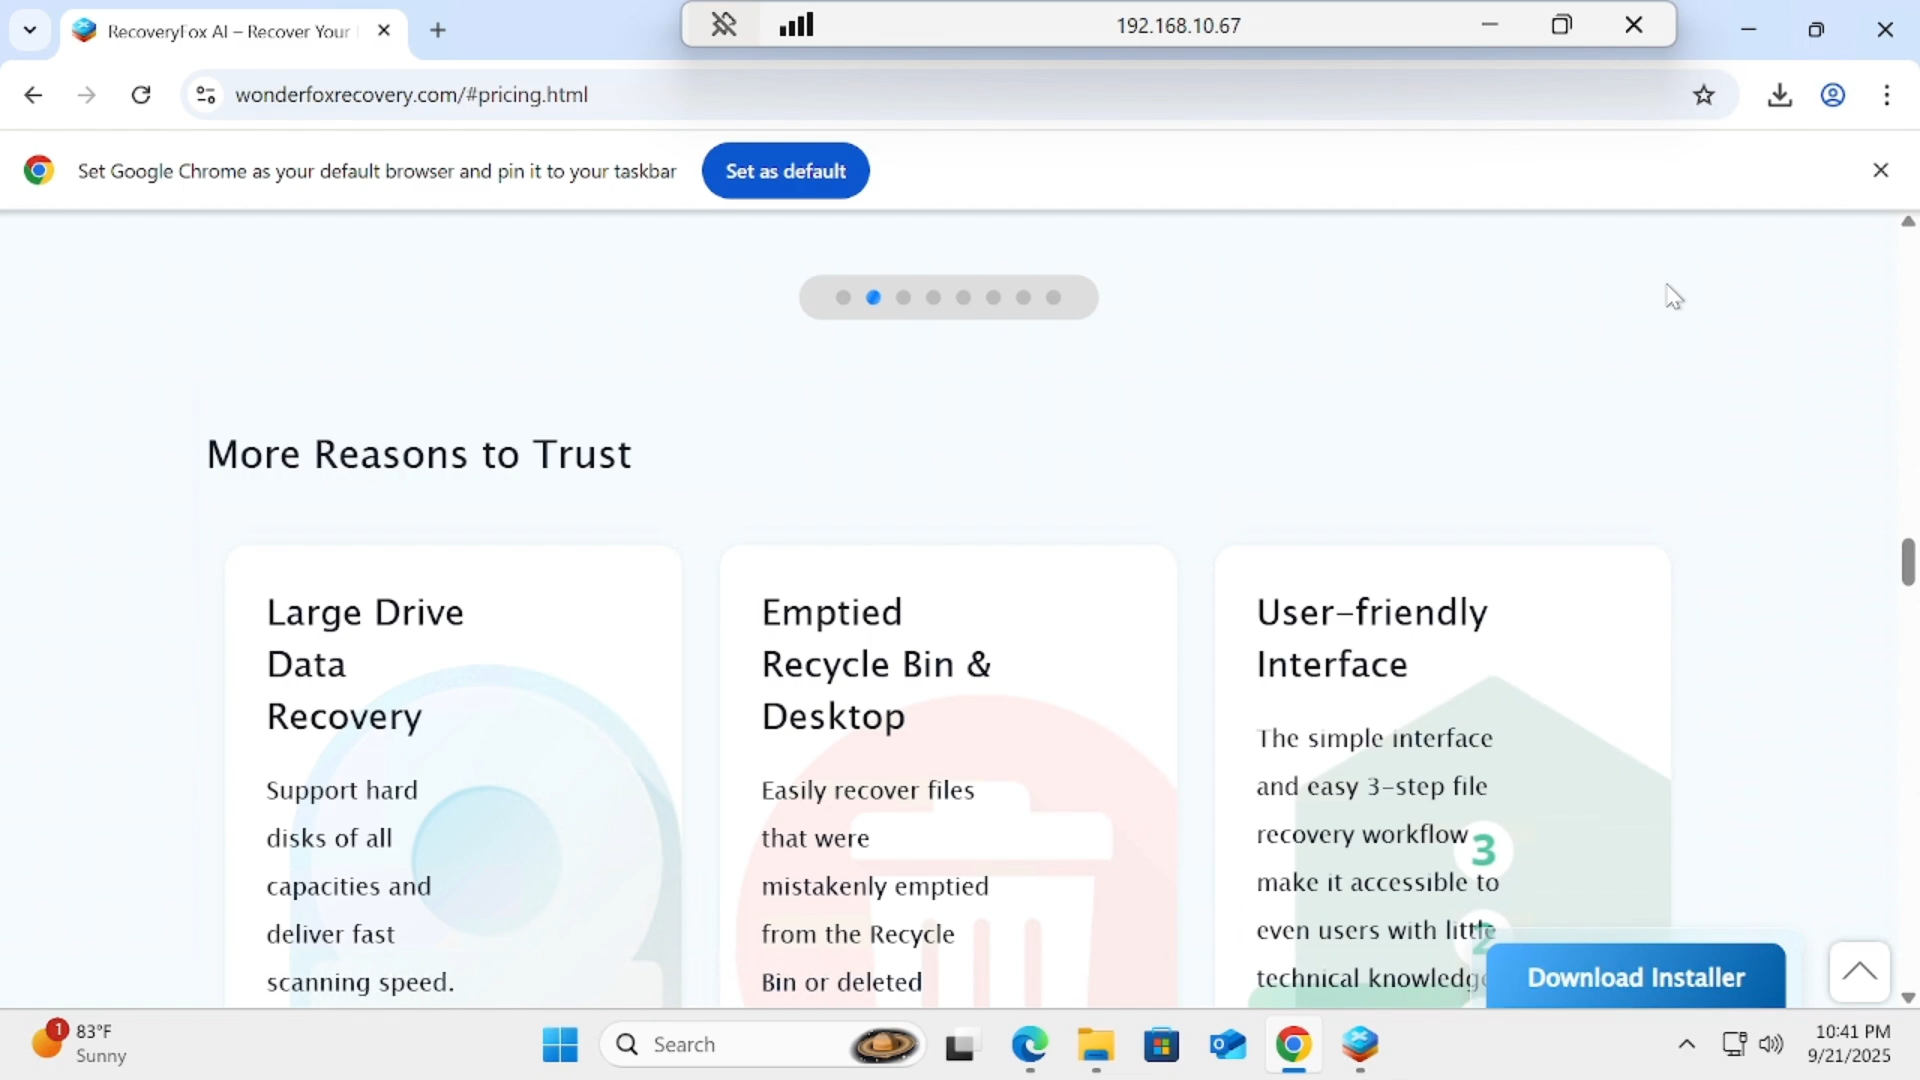 RecoveryFox AI – Recover Your
192.168.10.67
wonderfoxrecovery.com/#pricing.html
Set Google Chrome as your default browser and pin it to your taskbar
Set as default
More Reasons to Trust
Large Drive
Data
Recovery
Support hard
disks of all
capacities and
deliver fast
scanning speed.
Emptied
Recycle Bin &
Desktop
Easily recover files
that were
mistakenly emptied
from the Recycle
Bin or deleted
User-friendly
Interface
The simple interface
and easy 3-step file
recovery workflow
3
make it accessible to
even users with little
2
technical knowledg
Download Installer
1
83°F
Sunny
Search
10:41 PM
9/21/2025